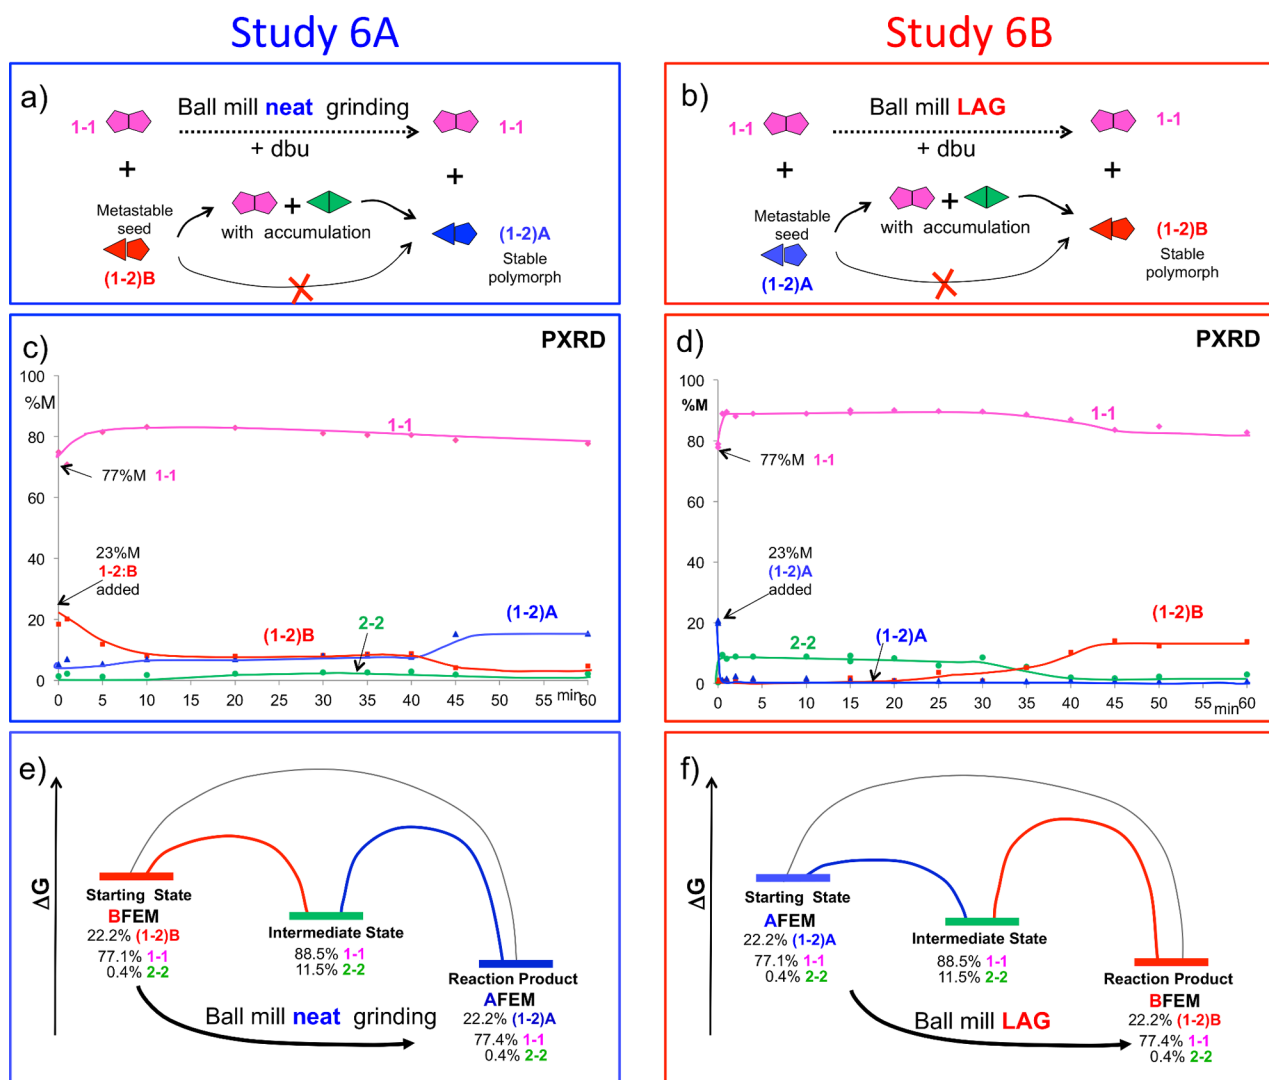 Study 6A
Study 6B
a)
Ball mill neat grinding
1-1
1-1
+ dbu
+
+
Metastable
seed
+
with accumulation
(1-2)A
Stable
polymorph
(1-2)B
b)
Ball mill LAG
1-1
1-1
+ dbu
+
+
Metastable
seed
+
with accumulation
(1-2)B
Stable
polymorph
(1-2)A
c)
PXRD
100
%M
80
60
40
20
0
1-1
77%M 1-1
23%M
1-2:B
added
(1-2)B
2-2
(1-2)A
0 5 10 15 20 25 30 35 40 45 50 55 min 60
d)
PXRD
100
%M
80
60
40
20
0
1-1
77%M 1-1
23%M
(1-2)A
added
2-2
(1-2)A
(1-2)B
0 5 10 15 20 25 30 35 40 45 50 55 min 60
e)
ΔG
Starting State
BFEM
22.2% (1-2)B
77.1% 1-1
0.4% 2-2
Intermediate State
88.5% 1-1
11.5% 2-2
Reaction Product
AFEM
22.2% (1-2)A
77.4% 1-1
0.4% 2-2
Ball mill neat grinding
f)
ΔG
Starting State
AFEM
22.2% (1-2)A
77.1% 1-1
0.4% 2-2
Intermediate State
88.5% 1-1
11.5% 2-2
Reaction Product
BFEM
22.2% (1-2)B
77.4% 1-1
0.4% 2-2
Ball mill LAG